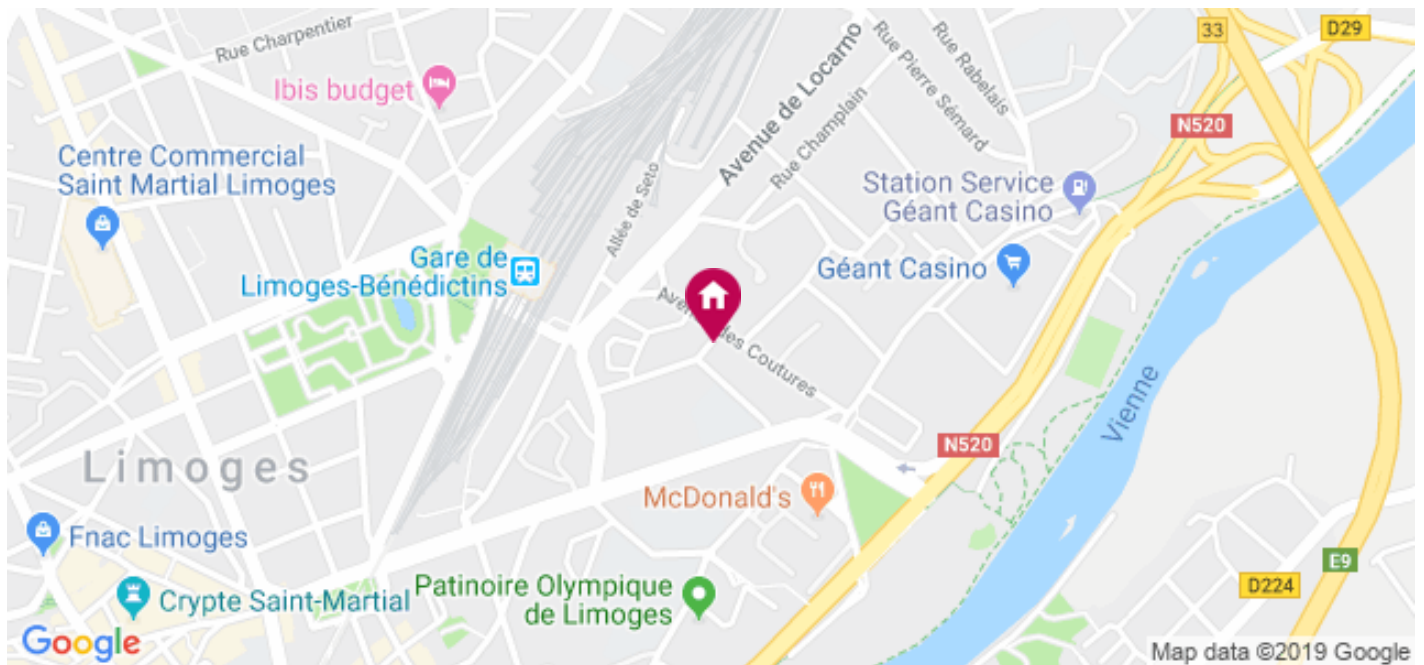 Rue Charpentier
Ibis budget
Centre Commercial
Saint Martial Limoges
Gare de
Limoges-Bénédictins
Allée de Seto
Avenue de Locarno
Rue Champlain
Rue Pierre Sémard
Rue Rabelais
33
D29
N520
Station Service
Géant Casino
Géant Casino
Avenue des Coutures
Limoges
N520
Vienne
McDonald's
Fnac Limoges
Crypte Saint-Martial
Patinoire Olympique
de Limoges
E9
D224
Google
Map data ©2019 Google